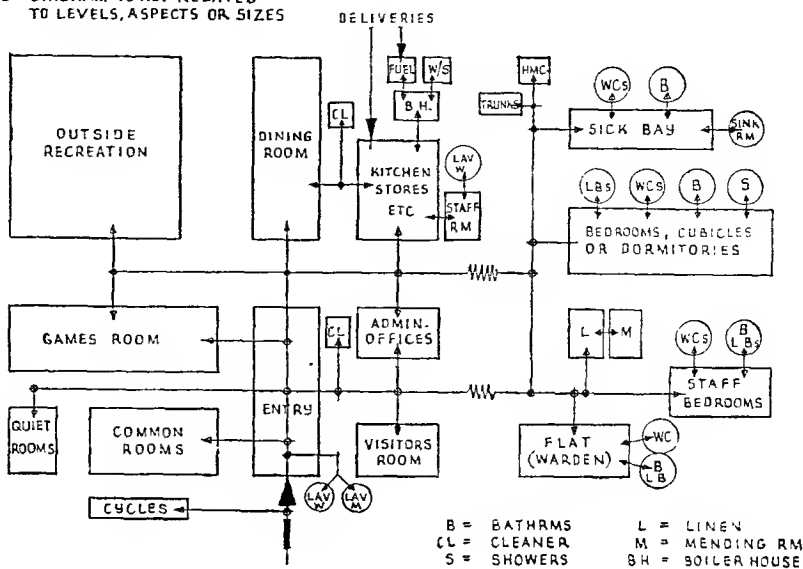 TO LEVELS, ASPECTS OR SIZES
DELIVERIES
FUEL
W/S
HMC
TRUNKS
WCs
B
SICK BAY
SINK
RM
OUTSIDE
RECREATION
DINING
ROOM
CL
B.H.
KITCHEN
STORES
ETC
LAV
W
STAFF
RM
LBs
WCs
B
S
BEDROOMS, CUBICLES
OR DORMITORIES
GAMES ROOM
CL
ADMIN-
OFFICES
L
M
WCs
B
LBs
STAFF
BEDROOMS
ENTRY
QUIET
ROOMS
COMMON
ROOMS
VISITORS
ROOM
FLAT
(WARDEN)
WC
B
LB
LAV
W
LAV
M
CYCLES
B = BATHRMS
CL = CLEANER
S = SHOWERS
L = LINEN
M = MENDING RM
BH = BOILER HOUSE